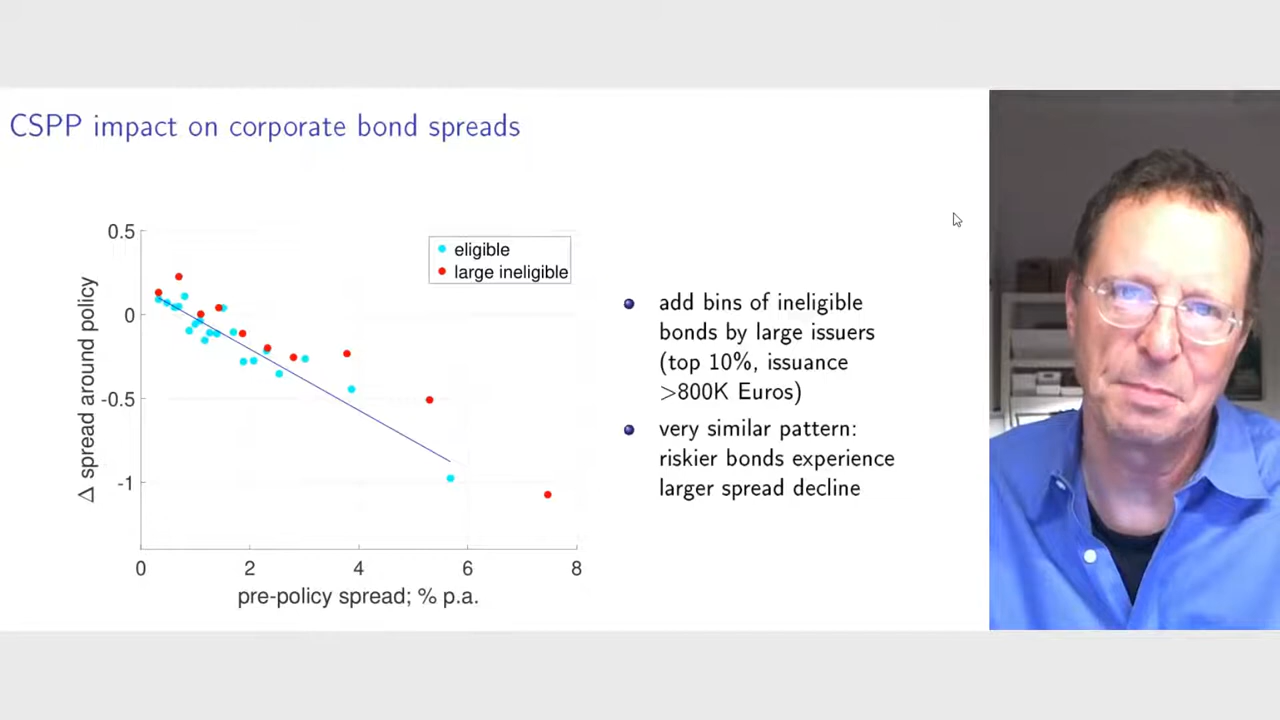 CSPP impact on corporate bond spreads
0.5
0
-0.5
-1
Δ spread around policy
eligible
large ineligible
0 2 4 6 8
pre-policy spread; % p.a.
add bins of ineligible
bonds by large issuers
(top 10%, issuance
>800K Euros)
very similar pattern:
riskier bonds experience
larger spread decline